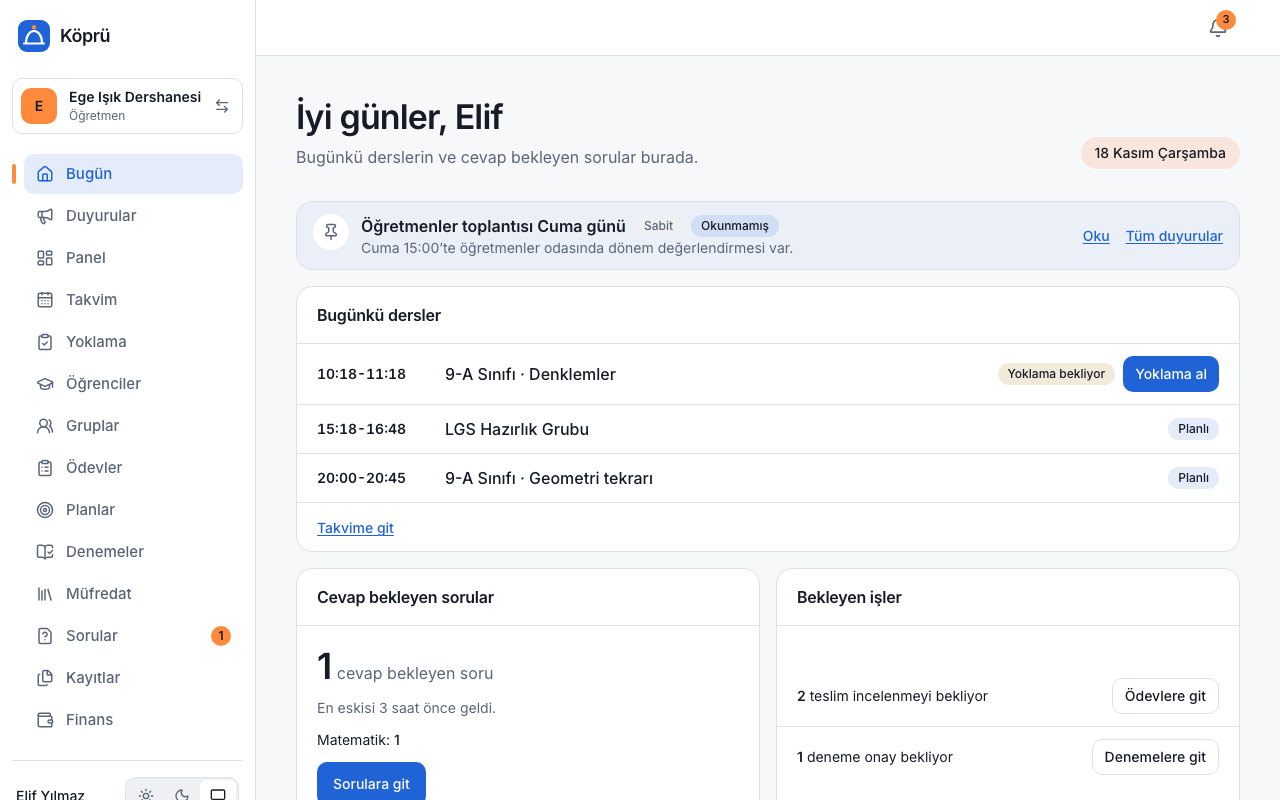 Köprü
3
E
Ege Işık Dershanesi
Öğretmen
Bugün
Duyurular
Panel
Takvim
Yoklama
Öğrenciler
Gruplar
Ödevler
Planlar
Denemeler
Müfredat
Sorular 1
Kayıtlar
Finans
Elif Yılmaz
İyi günler, Elif
Bugünkü derslerin ve cevap bekleyen sorular burada.
18 Kasım Çarşamba
Öğretmenler toplantısı Cuma günü Sabit Okunmamış
Cuma 15:00’te öğretmenler odasında dönem değerlendirmesi var.
Oku Tüm duyurular
Bugünkü dersler
10:18-11:18 9-A Sınıfı · Denklemler Yoklama bekliyor Yoklama al
15:18-16:48 LGS Hazırlık Grubu Planlı
20:00-20:45 9-A Sınıfı · Geometri tekrarı Planlı
Takvime git
Cevap bekleyen sorular
1 cevap bekleyen soru
En eskisi 3 saat önce geldi.
Matematik: 1
Sorulara git
Bekleyen işler
2 teslim incelenmeyi bekliyor Ödevlere git
1 deneme onay bekliyor Denemelere git